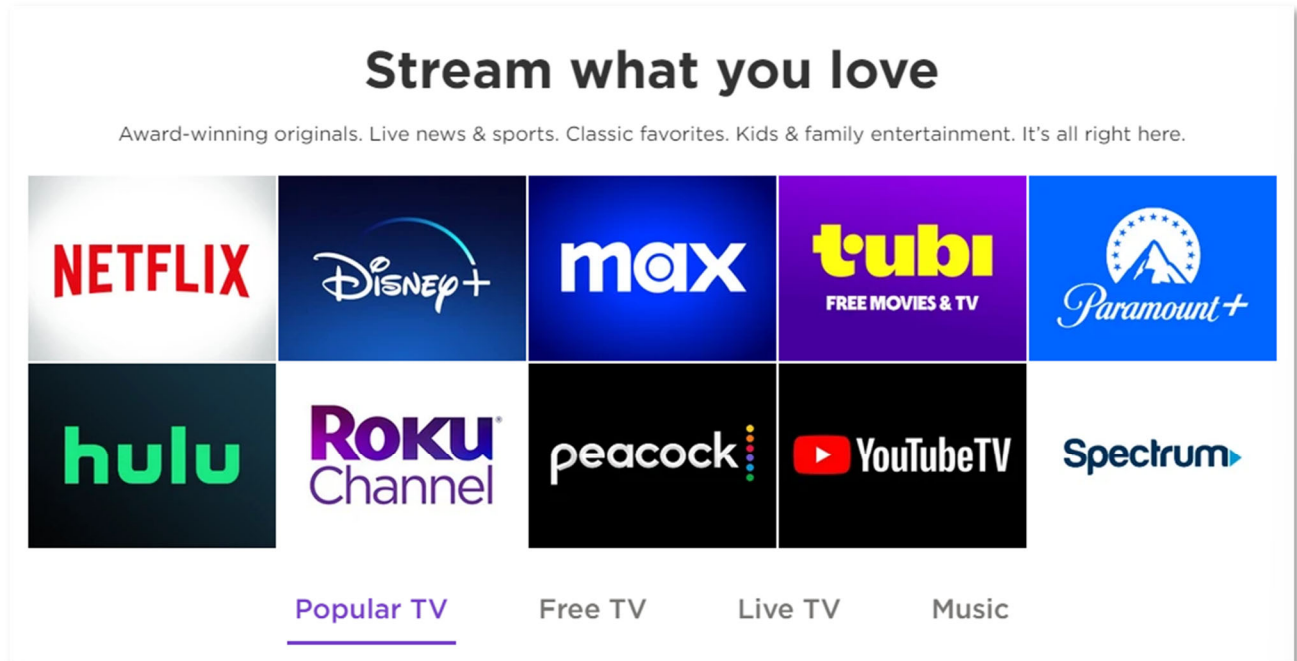 Stream what you love
Award-winning originals. Live news & sports. Classic favorites. Kids & family entertainment. It's all right here.
NETFLIX
Disney+
max
tubi
FREE MOVIES & TV
Paramount+
hulu
ROKU
Channel
peacock
YouTubeTV
Spectrum
Popular TV
Free TV
Live TV
Music